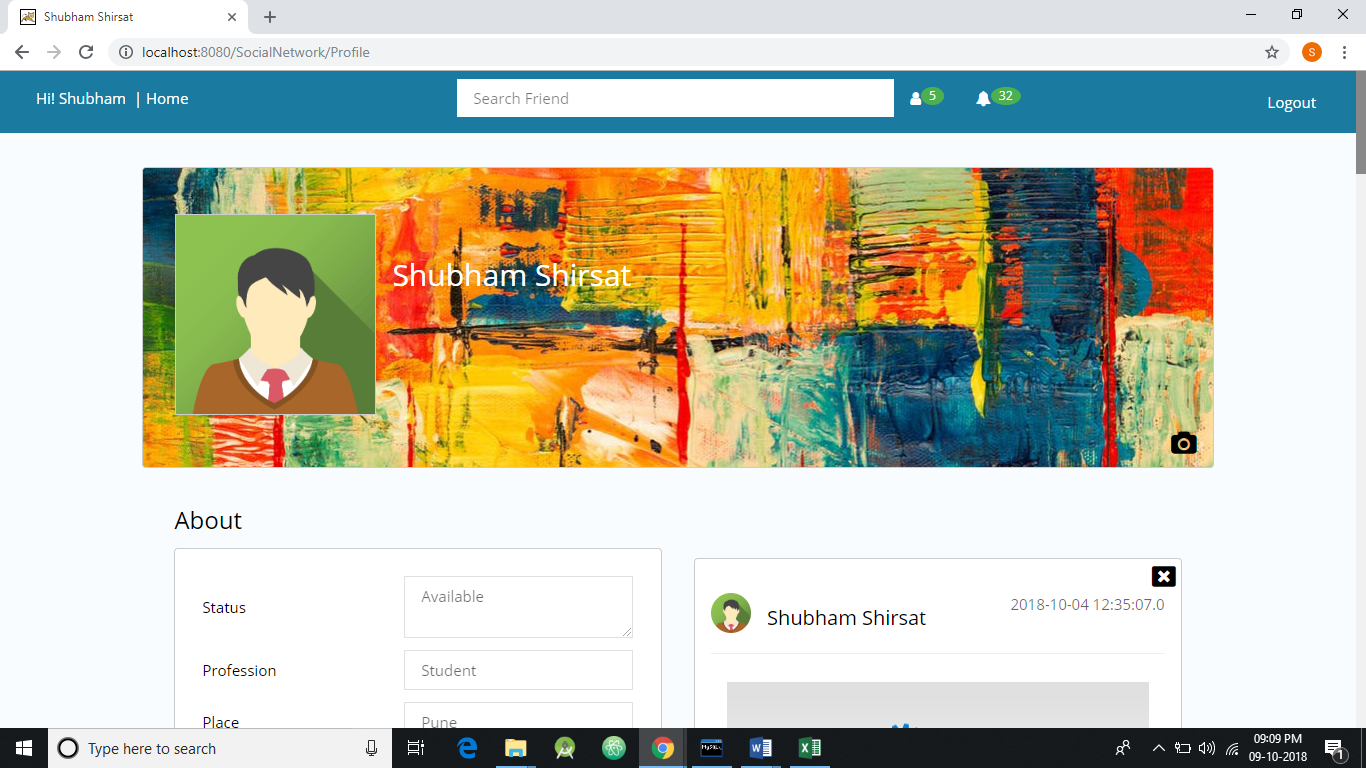 Shubham Shirsat
localhost:8080/SocialNetwork/Profile
S
Hi! Shubham | Home
Search Friend
5
32
Logout
Shubham Shirsat
About
Status
Available
Profession
Student
Place
Pune
Shubham Shirsat
2018-10-04 12:35:07.0
Type here to search
MySQL
09:09 PM
09-10-2018
1